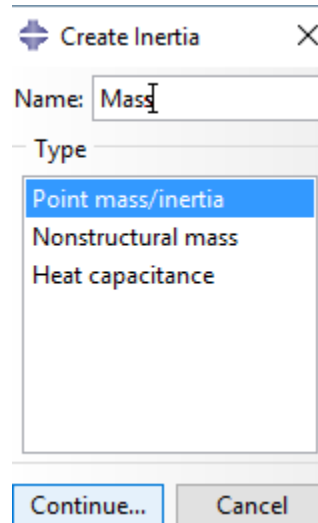 Create Inertia
Name: Mass
Type
Point mass/inertia
Nonstructural mass
Heat capacitance
Continue... Cancel